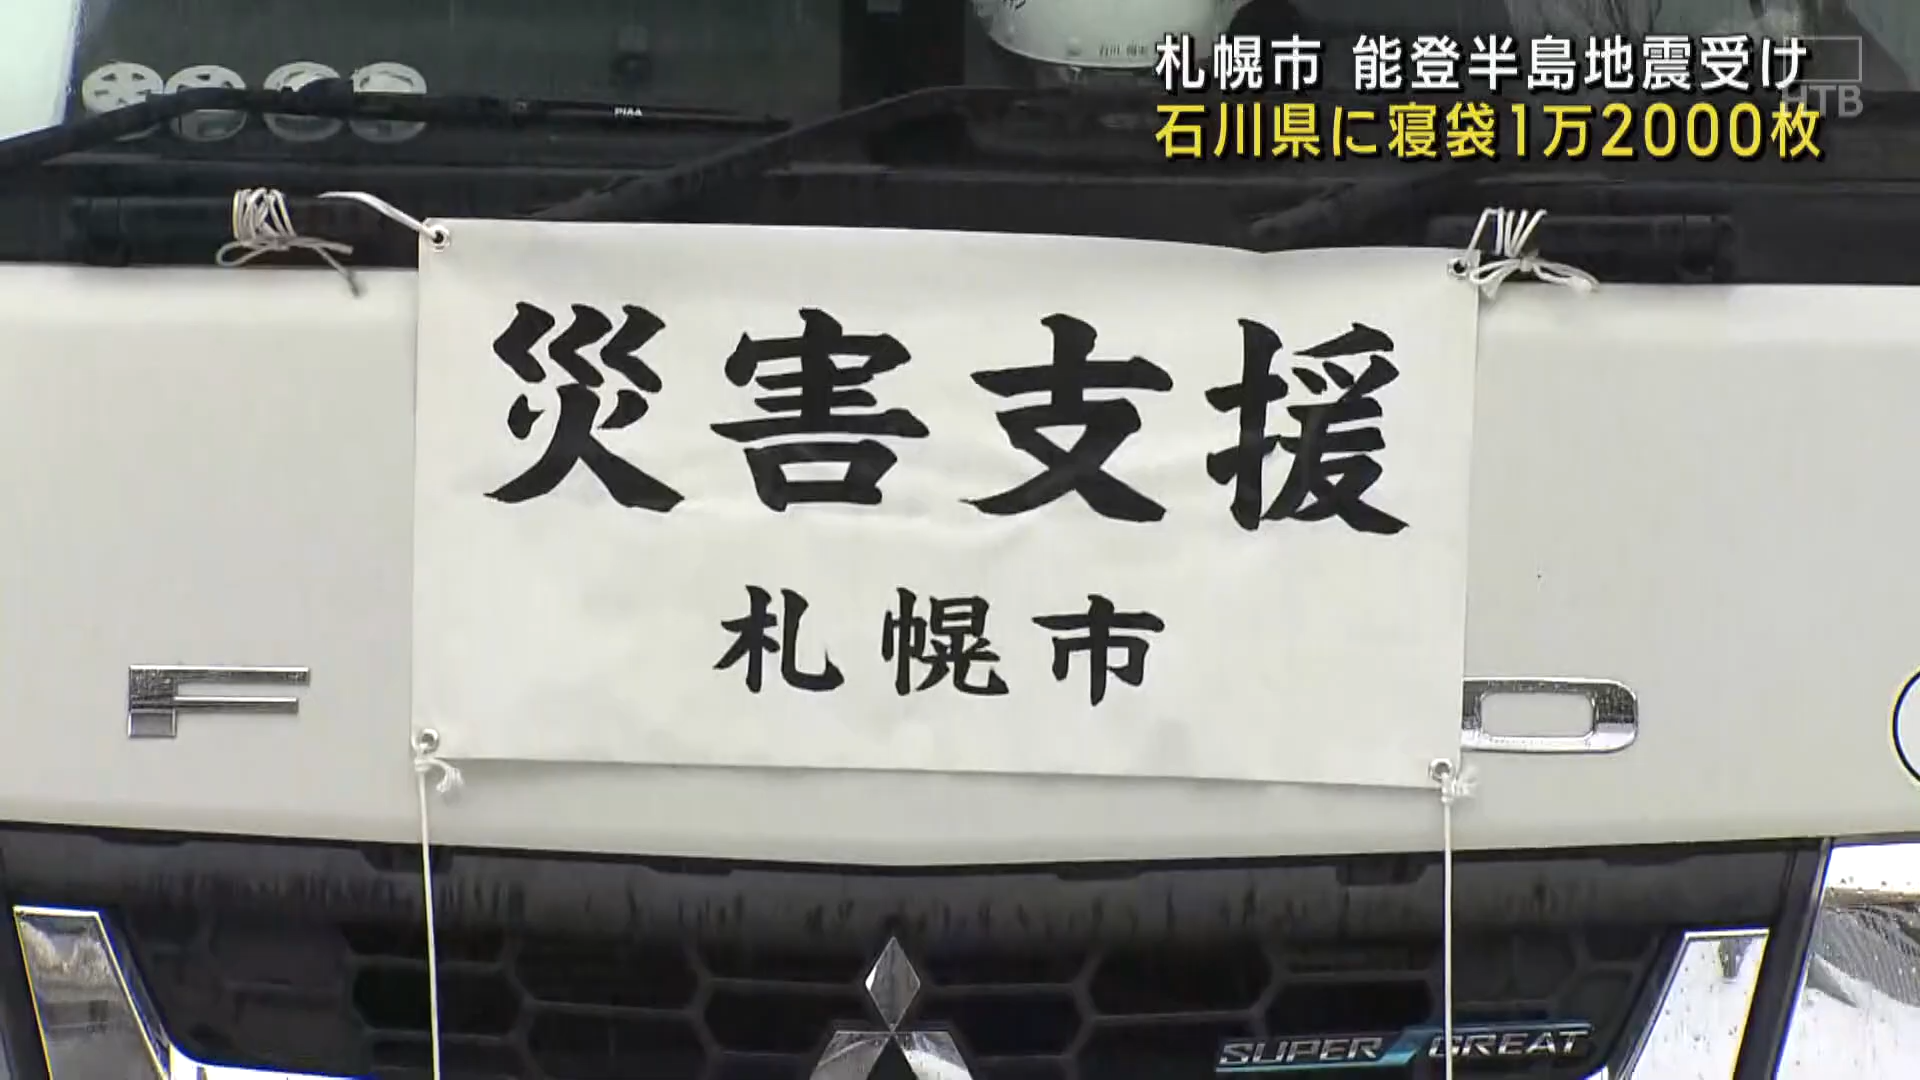 札幌市 能登半島地震受け
石川県に寝袋1万2000枚
HTB
PIAA
災害支援
札幌市
F
O
SUPER GREAT